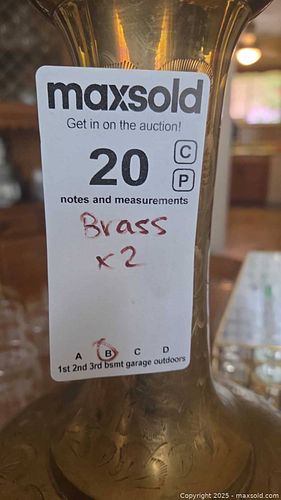 maxsold
Get in on the auction!
20 C
P
notes and measurements
Brass
x2
A B C D
1st 2nd 3rd bsmt garage outdoors
Copyright © 2025 - maxsold.com